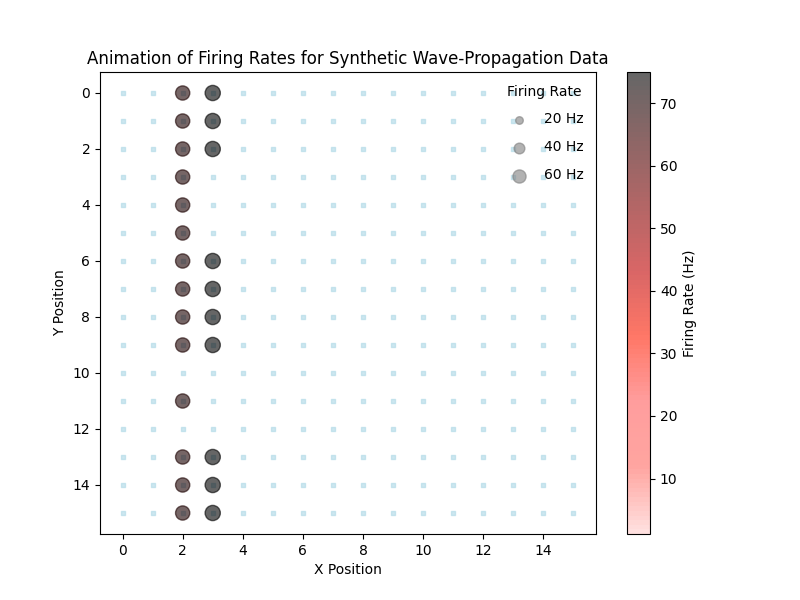 Animation of Firing Rates for Synthetic Wave-Propagation Data
Firing Rate
20 Hz
40 Hz
60 Hz
0
2
4
6
8
10
12
14
Y Position
0 2 4 6 8 10 12 14
X Position
70
60
50
40
30
20
10
Firing Rate (Hz)